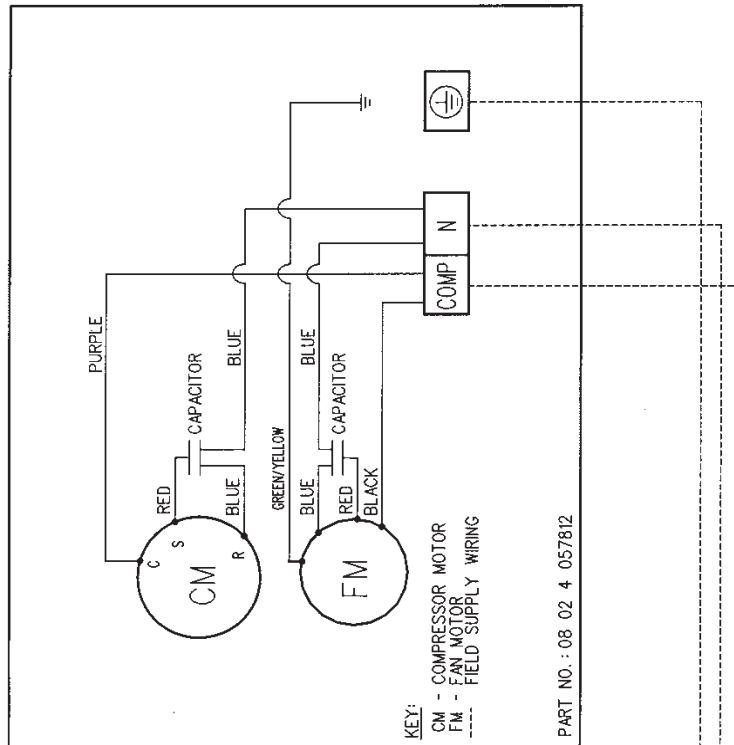 PURPLE
BLUE
BLUE
CAPACITOR
CAPACITOR
RED
BLUE
GREEN/YELLOW
BLUE
RED
BLACK
C
S
R
CM
FM
N
COMP
KEY:
CM - COMPRESSOR MOTOR
FM - FAN MOTOR
---- FIELD SUPPLY WIRING
PART NO.: 08 02 4 057812